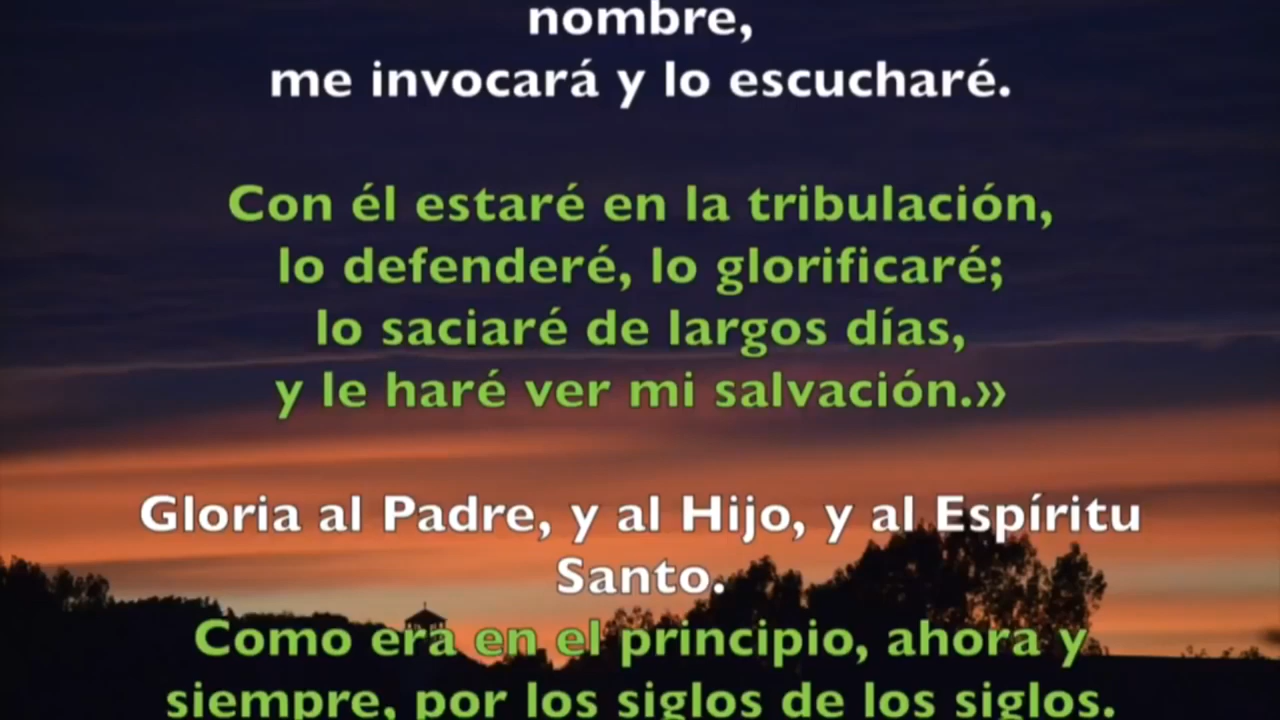 nombre,
me invocará y lo escucharé.
Con él estaré en la tribulación,
lo defenderé, lo glorificaré;
lo saciaré de largos días,
y le haré ver mi salvación.»
Gloria al Padre, y al Hijo, y al Espíritu
Santo.
Como era en el principio, ahora y
siempre, por los siglos de los siglos.